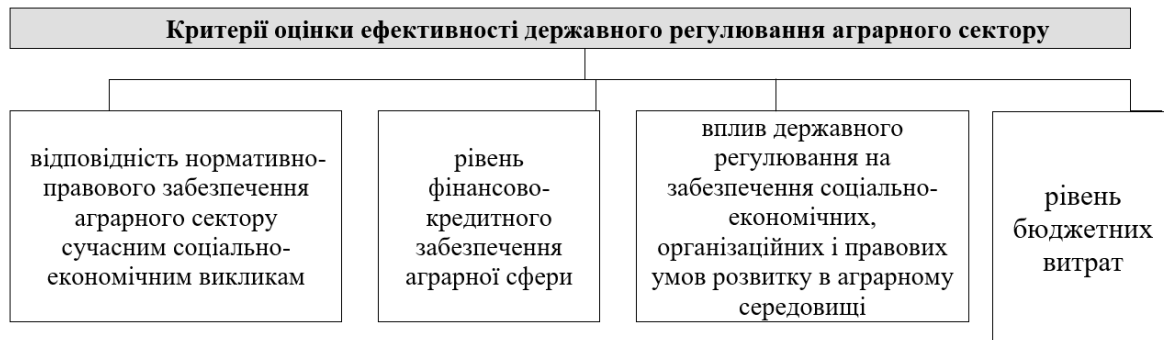 Критерії оцінки ефективності державного регулювання аграрного сектору
відповідність нормативно-
правового забезпечення
аграрного сектору
сучасним соціально-
економічним викликам
рівень
фінансово-
кредитного
забезпечення
аграрної сфери
вплив державного
регулювання на
забезпечення соціально-
економічних,
організаційних і правових
умов розвитку в аграрному
середовищі
рівень
бюджетних
витрат